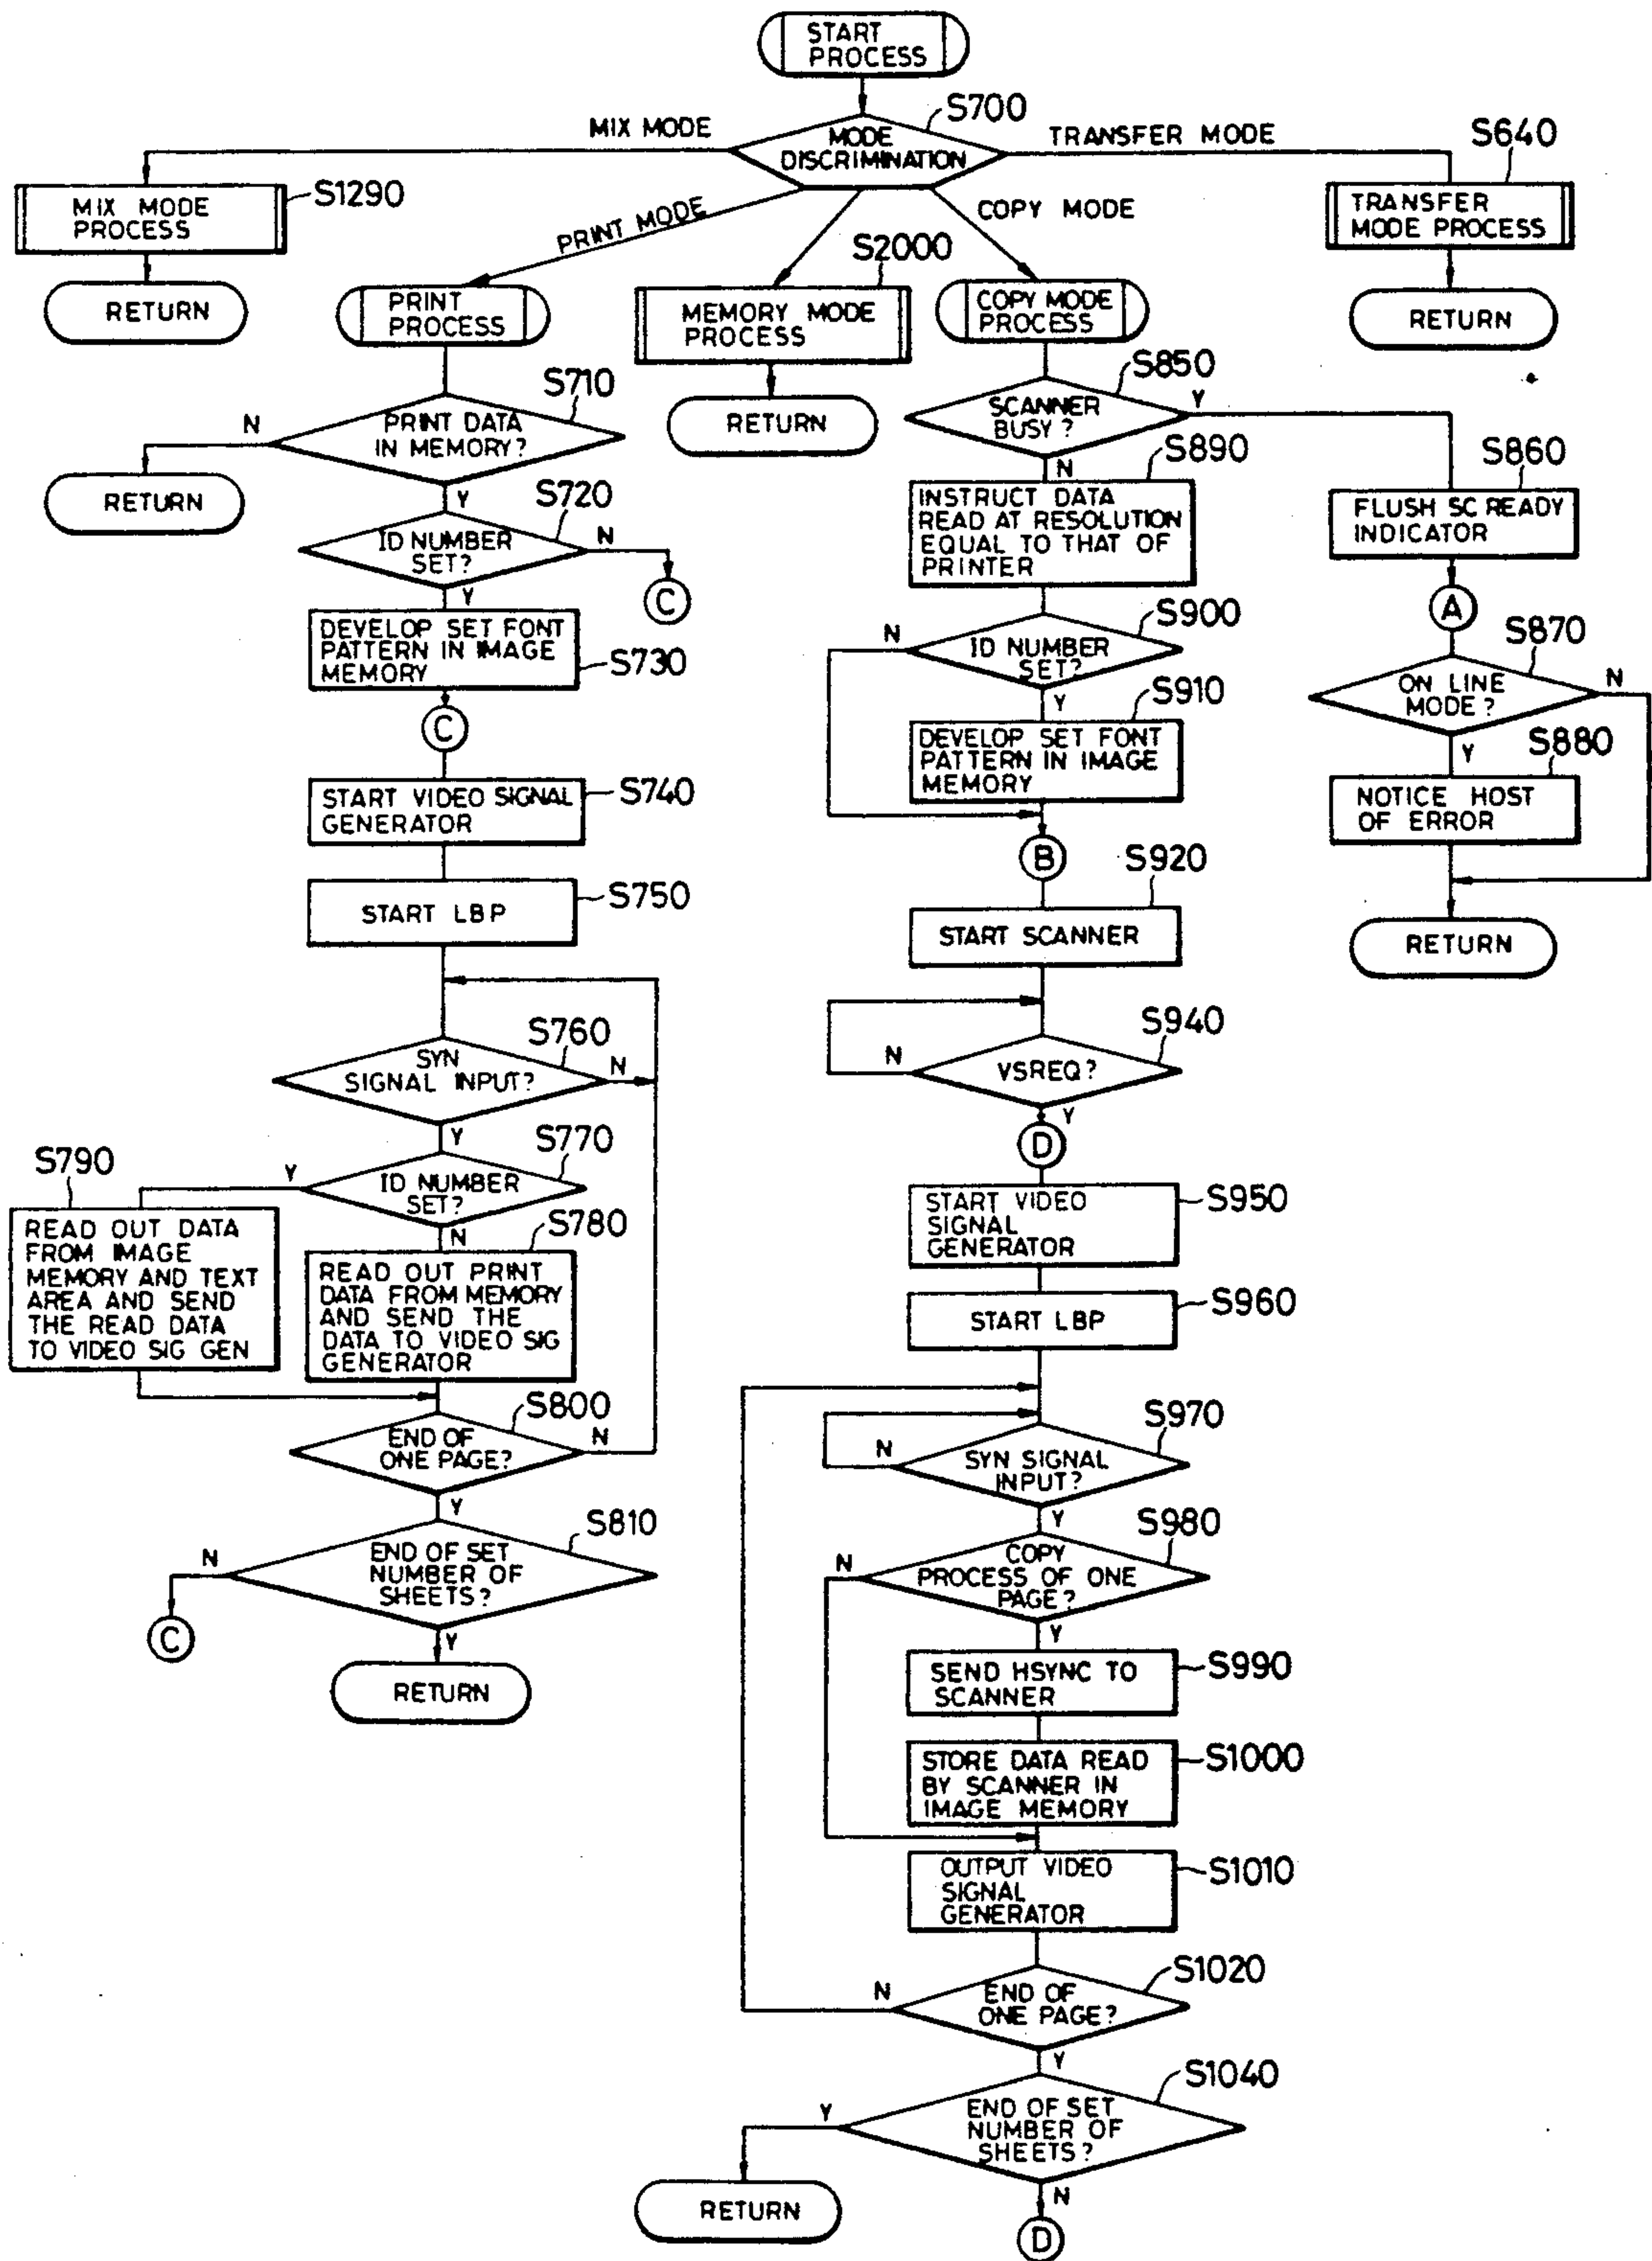 START
PROCESS
S700
MIX MODE
MODE
DISCRIMINATION
TRANSFER MODE
S640
MIX MODE
PROCESS
S1290
PRINT MODE
COPY MODE
TRANSFER
MODE PROCESS
RETURN
S2000
PRINT
PROCESS
MEMORY MODE
PROCESS
COPY MODE
PROCESS
RETURN
S710
PRINT DATA
IN MEMORY?
N
RETURN
Y
RETURN
S850
SCANNER
BUSY?
Y
N
S720
ID NUMBER
SET?
N
C
Y
DEVELOP SET FONT
PATTERN IN IMAGE
MEMORY
S730
C
START VIDEO SIGNAL
GENERATOR
S740
START LBP
S750
SYN
SIGNAL INPUT?
S760
N
Y
S770
ID NUMBER
SET?
Y
N
S790
READ OUT DATA
FROM IMAGE
MEMORY AND TEXT
AREA AND SEND
THE READ DATA
TO VIDEO SIG GEN
S780
READ OUT PRINT
DATA FROM MEMORY
AND SEND THE
DATA TO VIDEO SIG
GENERATOR
S800
END OF
ONE PAGE?
N
Y
S810
END OF SET
NUMBER OF
SHEETS?
N
C
Y
RETURN
S890
INSTRUCT DATA
READ AT RESOLUTION
EQUAL TO THAT OF
PRINTER
S900
ID NUMBER
SET?
N
Y
S910
DEVELOP SET FONT
PATTERN IN IMAGE
MEMORY
B
S920
START SCANNER
S940
VSREQ?
N
Y
D
START VIDEO
SIGNAL
GENERATOR
S950
START LBP
S960
S970
SYN SIGNAL
INPUT?
N
Y
S980
COPY
PROCESS OF ONE
PAGE?
N
Y
SEND HSYNC TO
SCANNER
S990
STORE DATA READ
BY SCANNER IN
IMAGE MEMORY
S1000
OUTPUT VIDEO
SIGNAL
GENERATOR
S1010
S1020
END OF
ONE PAGE?
N
Y
S1040
END OF SET
NUMBER OF
SHEETS?
Y
RETURN
N
D
S860
FLUSH SC READY
INDICATOR
A
S870
ON LINE
MODE?
N
Y
S880
NOTICE HOST
OF ERROR
RETURN